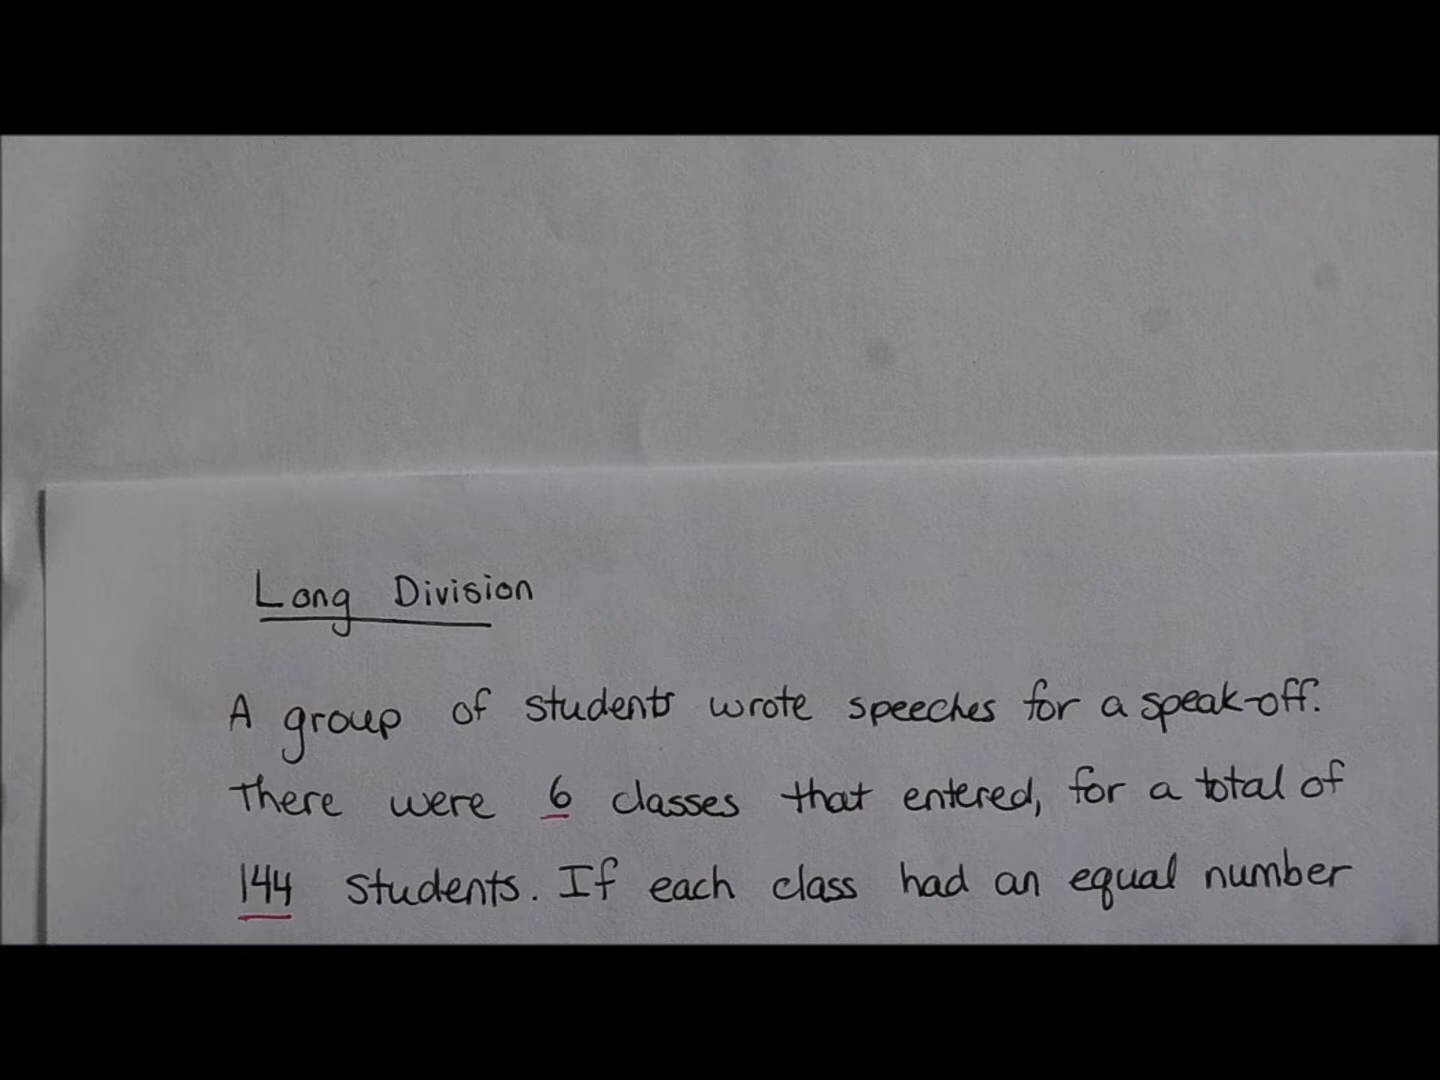 Long Division
A group of students wrote speeches for a speak-off.
There were 6 classes that entered, for a total of
144 students. If each class had an equal number